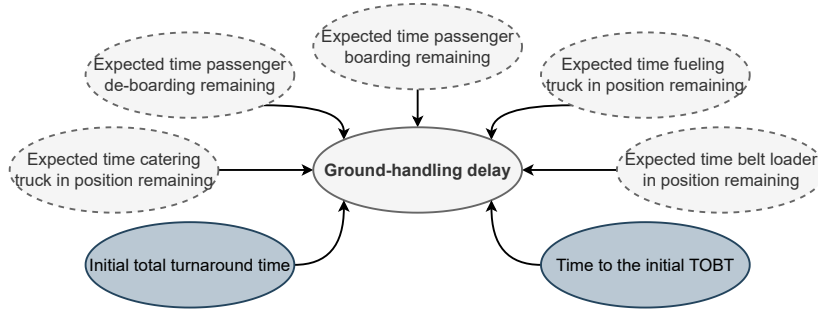 Expected time passenger
boarding remaining
Expected time passenger
de-boarding remaining
Expected time fueling
truck in position remaining
Expected time catering
truck in position remaining
Ground-handling delay
Expected time belt loader
in position remaining
Initial total turnaround time
Time to the initial TOBT